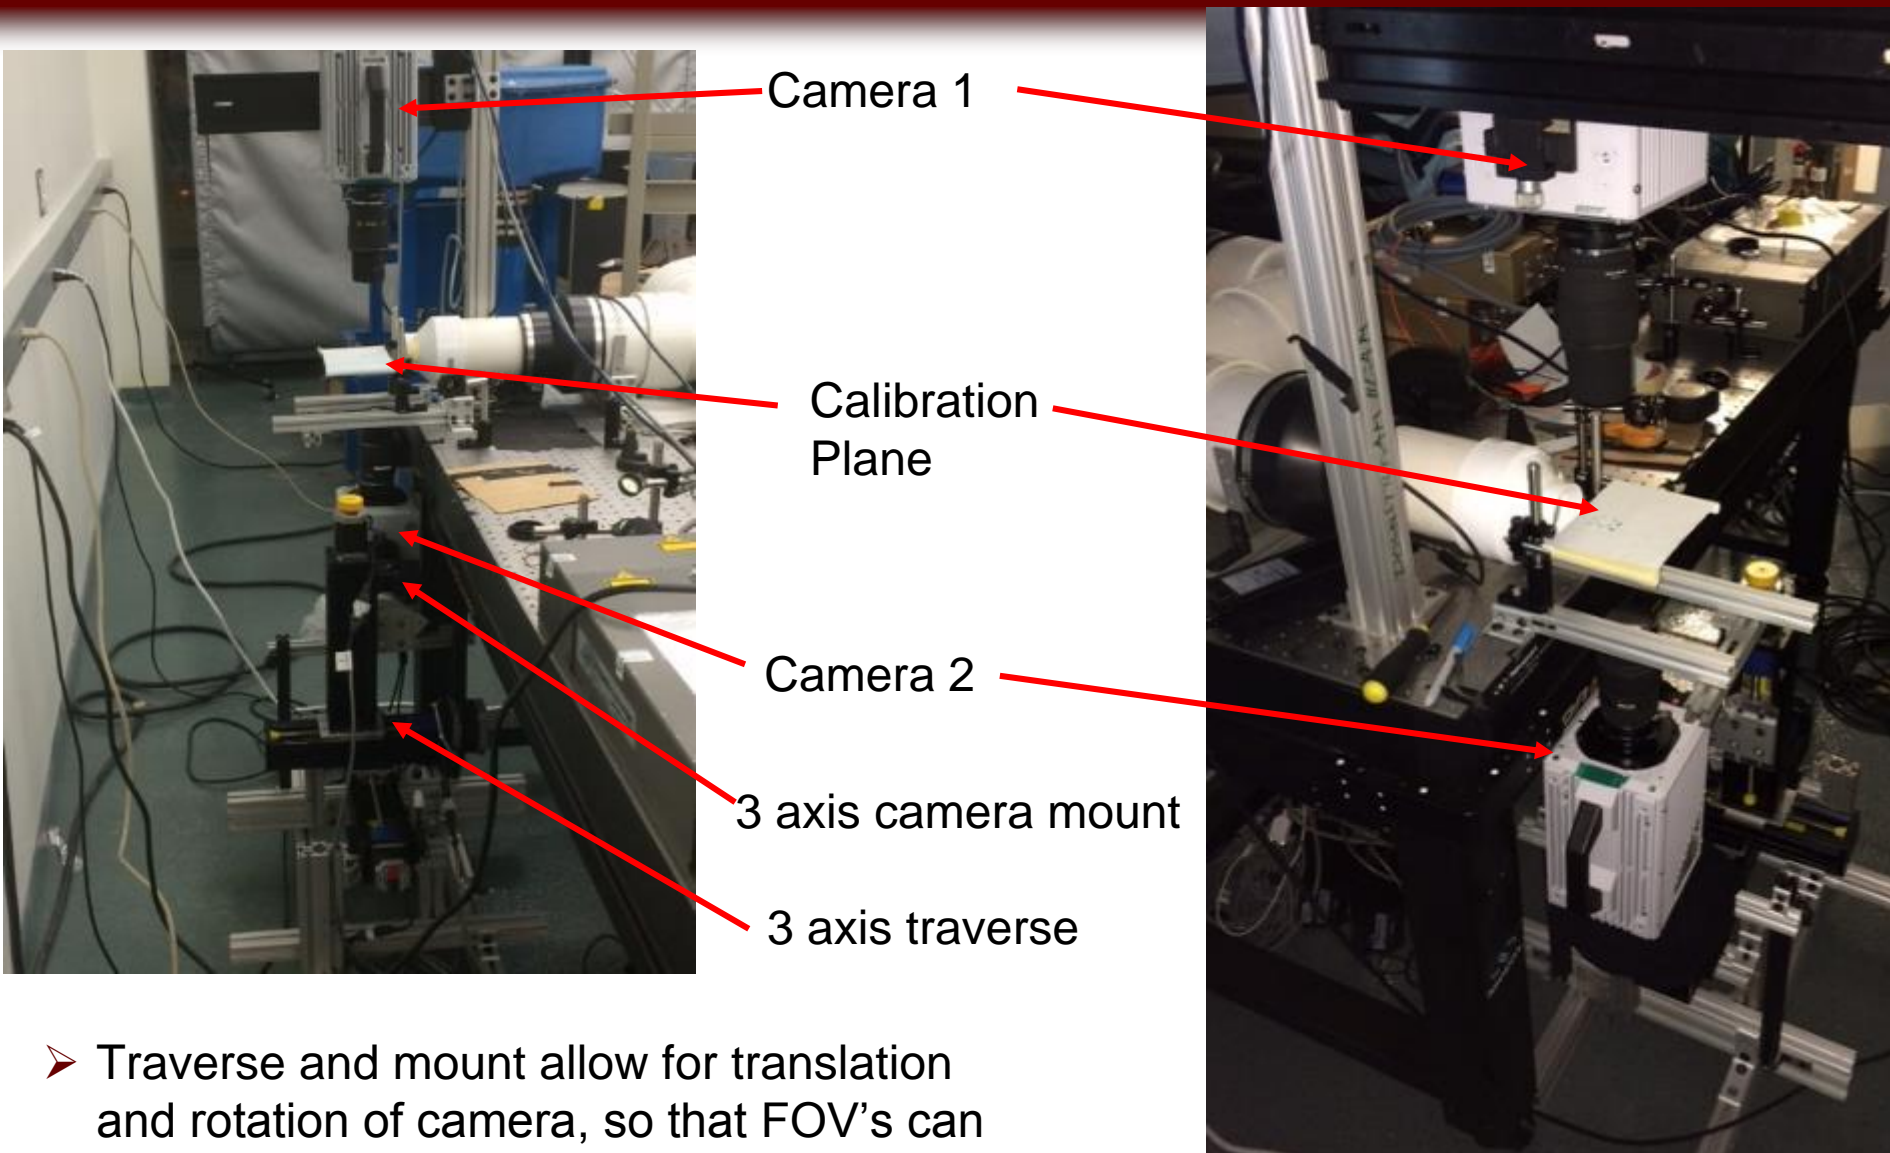 Camera 1
Calibration
Plane
Camera 2
3 axis camera mount
3 axis traverse
Traverse and mount allow for translation
and rotation of camera, so that FOV's can